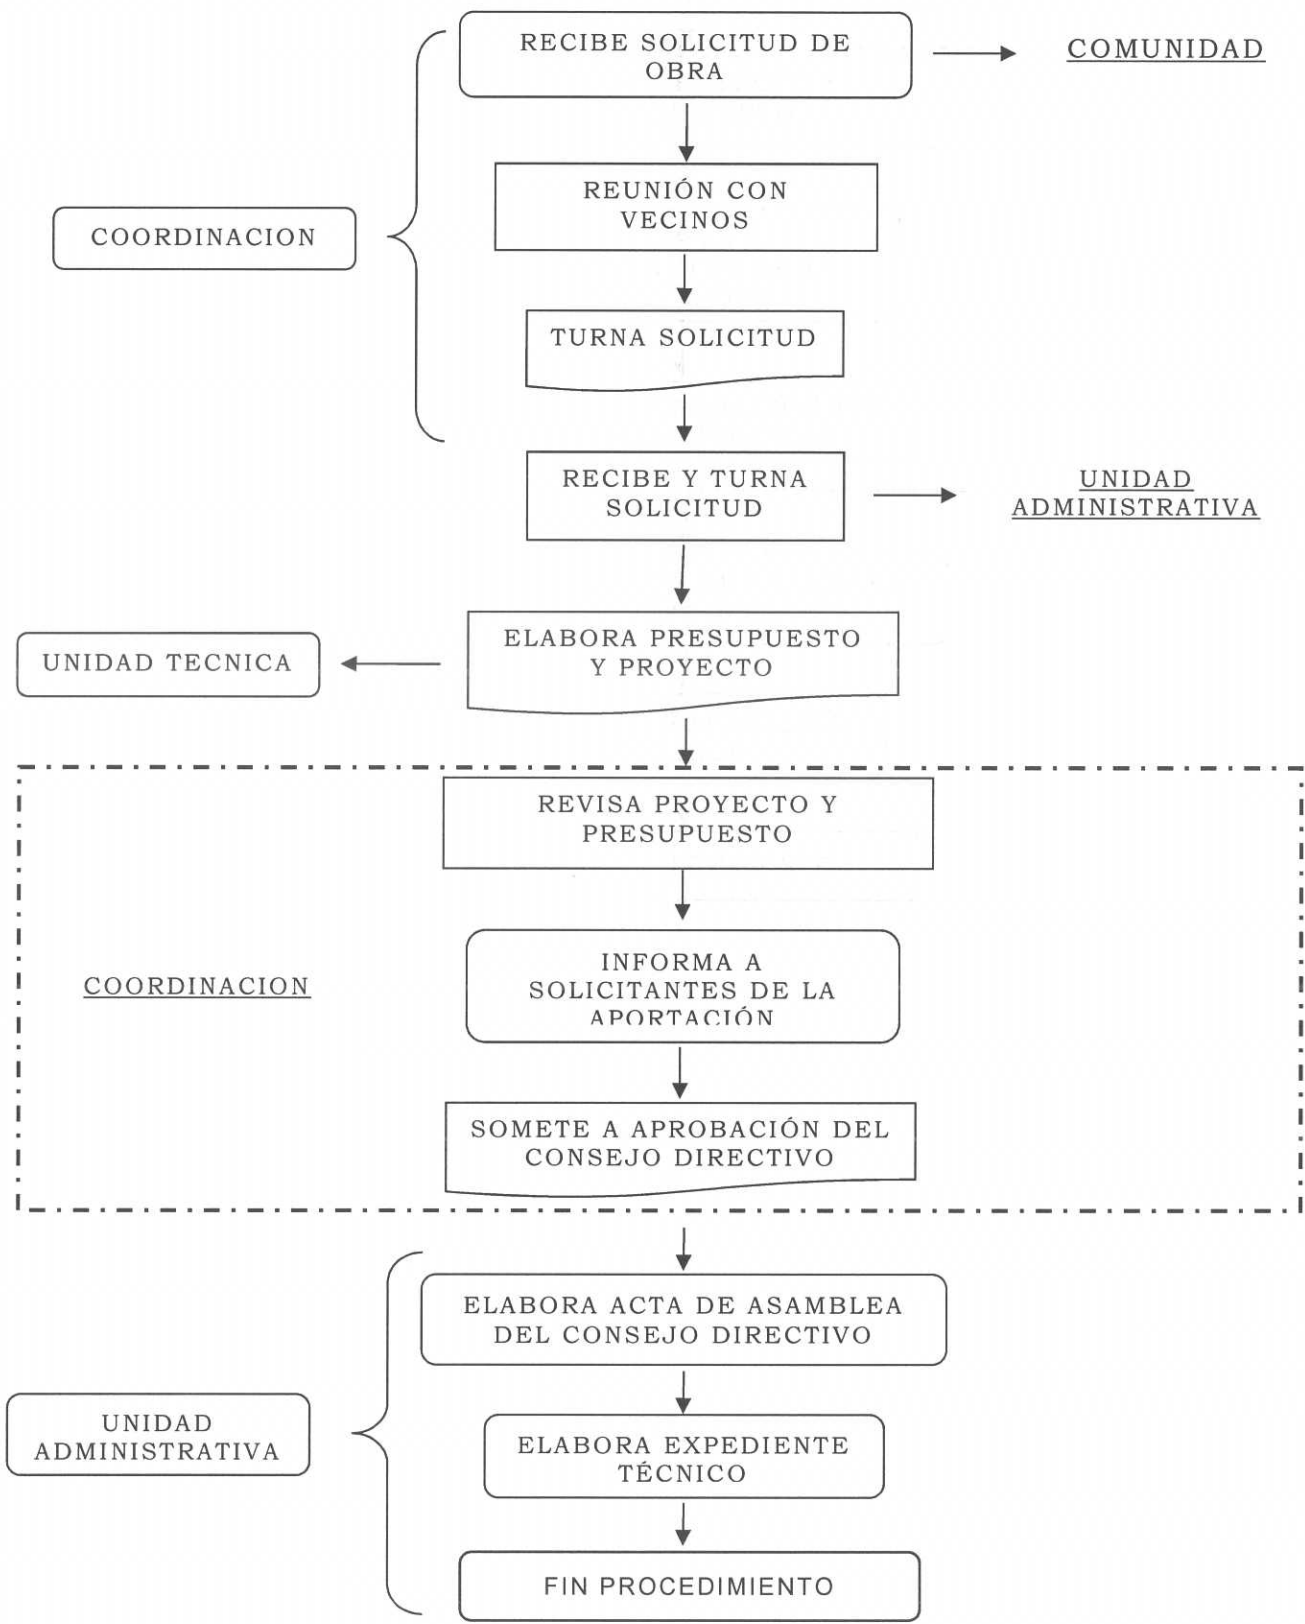 RECIBE SOLICITUD DE
OBRA
COMUNIDAD
REUNIÓN CON
VECINOS
COORDINACION
TURNA SOLICITUD
RECIBE Y TURNA
SOLICITUD
UNIDAD
ADMINISTRATIVA
ELABORA PRESUPUESTO
Y PROYECTO
UNIDAD TECNICA
REVISA PROYECTO Y
PRESUPUESTO
INFORMA A
SOLICITANTES DE LA
APORTACIÓN
COORDINACION
SOMETE A APROBACIÓN DEL
CONSEJO DIRECTIVO
ELABORA ACTA DE ASAMBLEA
DEL CONSEJO DIRECTIVO
UNIDAD
ADMINISTRATIVA
ELABORA EXPEDIENTE
TÉCNICO
FIN PROCEDIMIENTO